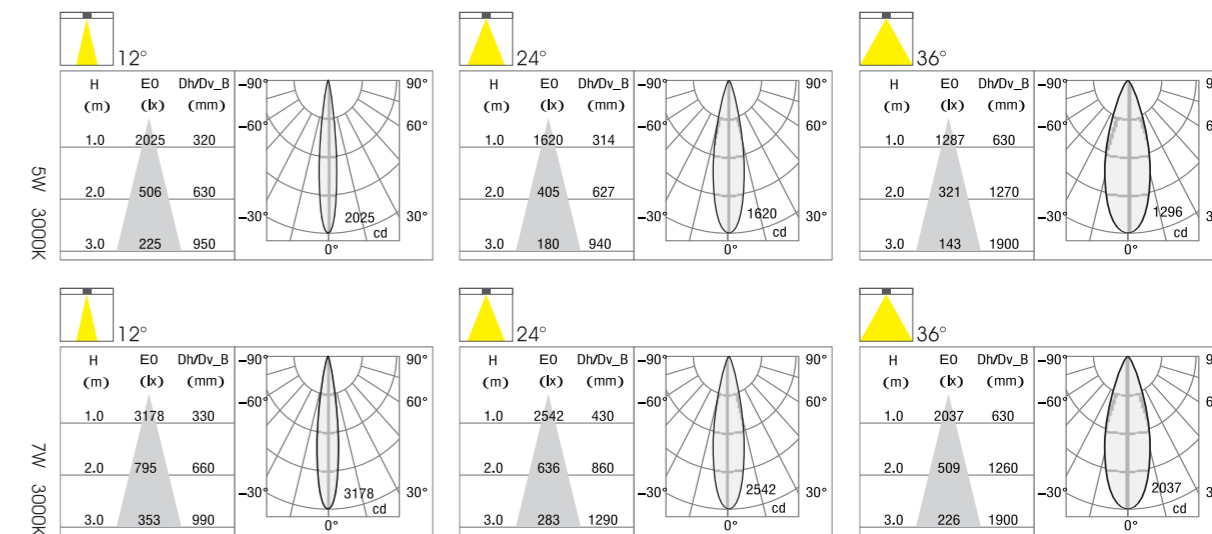 12°
24°
36°
5W 3000K
H E0 Dh/Dv_B
(m) (lx) (mm)
1.0 2025 320
2.0 506 630
3.0 225 950
–90° 90°
–60° 60°
–30° 30°
2025
cd
0°
H E0 Dh/Dv_B
(m) (lx) (mm)
1.0 1620 314
2.0 405 627
3.0 180 940
–90° 90°
–60° 60°
–30° 30°
1620
cd
0°
H E0 Dh/Dv_B
(m) (lx) (mm)
1.0 1287 630
2.0 321 1270
3.0 143 1900
–90° 9
–60° 6
–30° 3
1296
cd
0°
12°
24°
36°
7W 3000K
H E0 Dh/Dv_B
(m) (lx) (mm)
1.0 3178 330
2.0 795 660
3.0 353 990
–90° 90°
–60° 60°
–30° 30°
3178
cd
0°
H E0 Dh/Dv_B
(m) (lx) (mm)
1.0 2542 430
2.0 636 860
3.0 283 1290
–90° 90°
–60° 60°
–30° 30°
2542
cd
0°
H E0 Dh/Dv_B
(m) (lx) (mm)
1.0 2037 630
2.0 509 1260
3.0 226 1900
–90° 9
–60° 6
–30° 3
2037
cd
0°